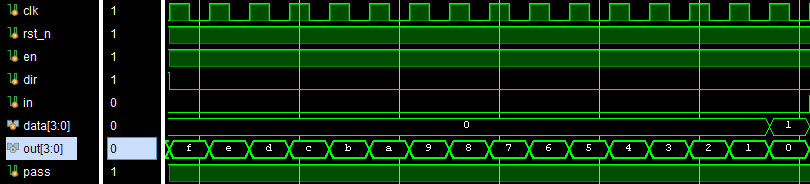 clk 1
rst_n 1
en 1
dir 1
in 0
data[3:0] 0 0 1
out[3:0] 0 f e d c b a 9 8 7 6 5 4 3 2 1 0
pass 1